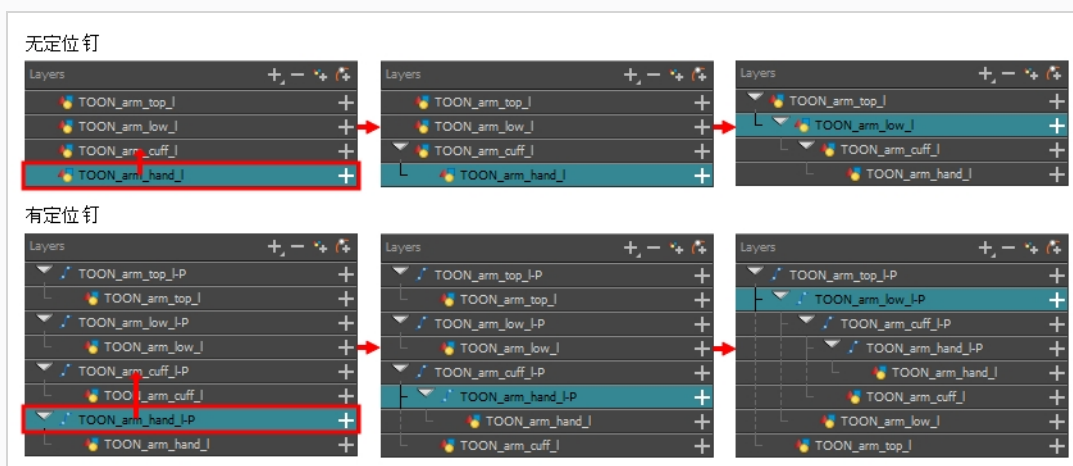 无定位钉
Layers
TOON_arm_top_l
TOON_arm_low_l
TOON_arm_cuff_l
TOON_arm_hand_l
Layers
TOON_arm_top_l
TOON_arm_low_l
TOON_arm_cuff_l
TOON_arm_hand_l
Layers
TOON_arm_top_l
TOON_arm_low_l
TOON_arm_cuff_l
TOON_arm_hand_l
有定位钉
Layers
TOON_arm_top_l-P
TOON_arm_top_l
TOON_arm_low_l-P
TOON_arm_low_l
TOON_arm_cuff_l-P
TOON_arm_cuff_l
TOON_arm_hand_l-P
TOON_arm_hand_l
Layers
TOON_arm_top_l-P
TOON_arm_top_l
TOON_arm_low_l-P
TOON_arm_low_l
TOON_arm_cuff_l-P
TOON_arm_hand_l-P
TOON_arm_hand_l
TOON_arm_cuff_l
Layers
TOON_arm_top_l-P
TOON_arm_low_l-P
TOON_arm_cuff_l-P
TOON_arm_hand_l-P
TOON_arm_hand_l
TOON_arm_cuff_l
TOON_arm_low_l
TOON_arm_top_l